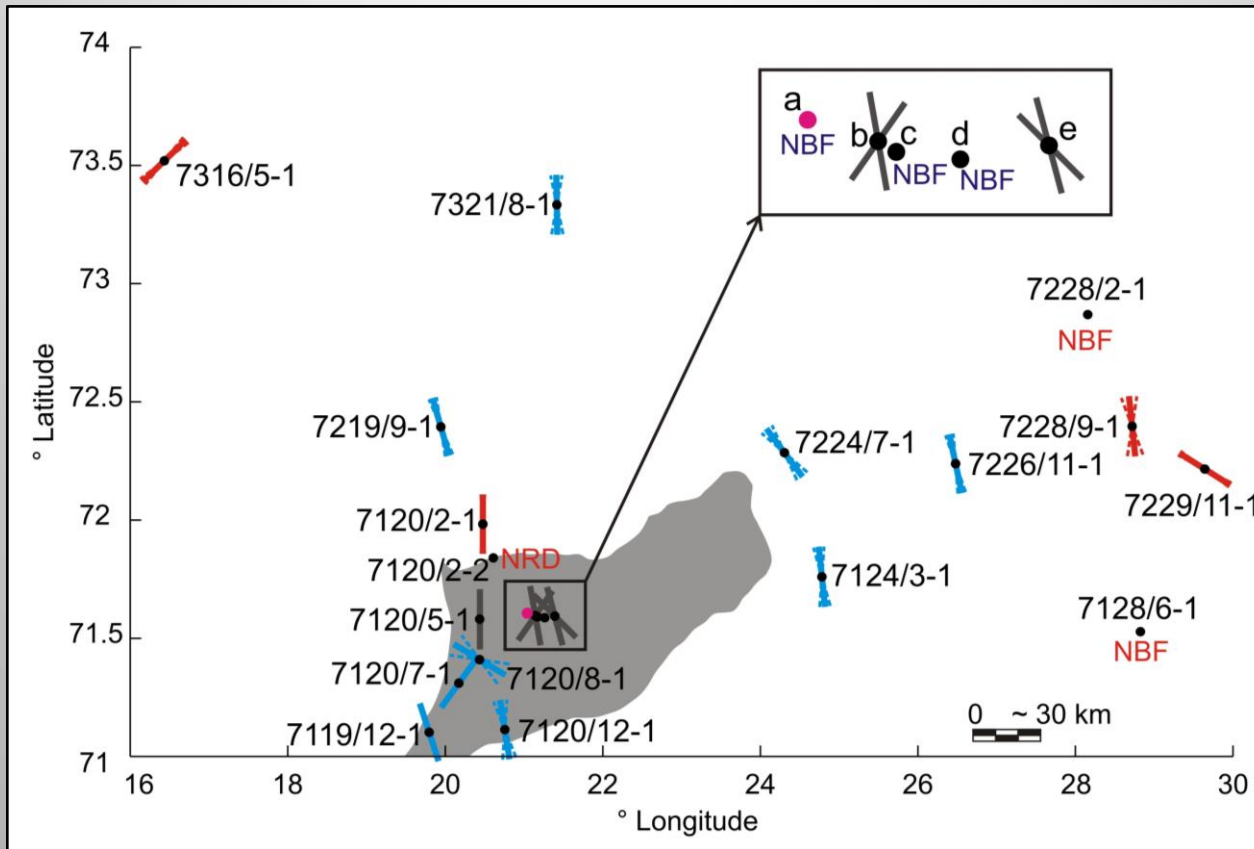 74
73.5
73
72.5
72
71.5
71
° Latitude
16
18
20
22
24
26
28
30
° Longitude
7316/5-1
7321/8-1
a
NBF
b
c
NBF
d
NBF
e
7228/2-1
NBF
7219/9-1
7224/7-1
7228/9-1
7226/11-1
7229/11-1
7120/2-1
7120/2-2
NRD
7120/5-1
7124/3-1
7128/6-1
NBF
7120/7-1
7120/8-1
7119/12-1
7120/12-1
0 ~ 30 km